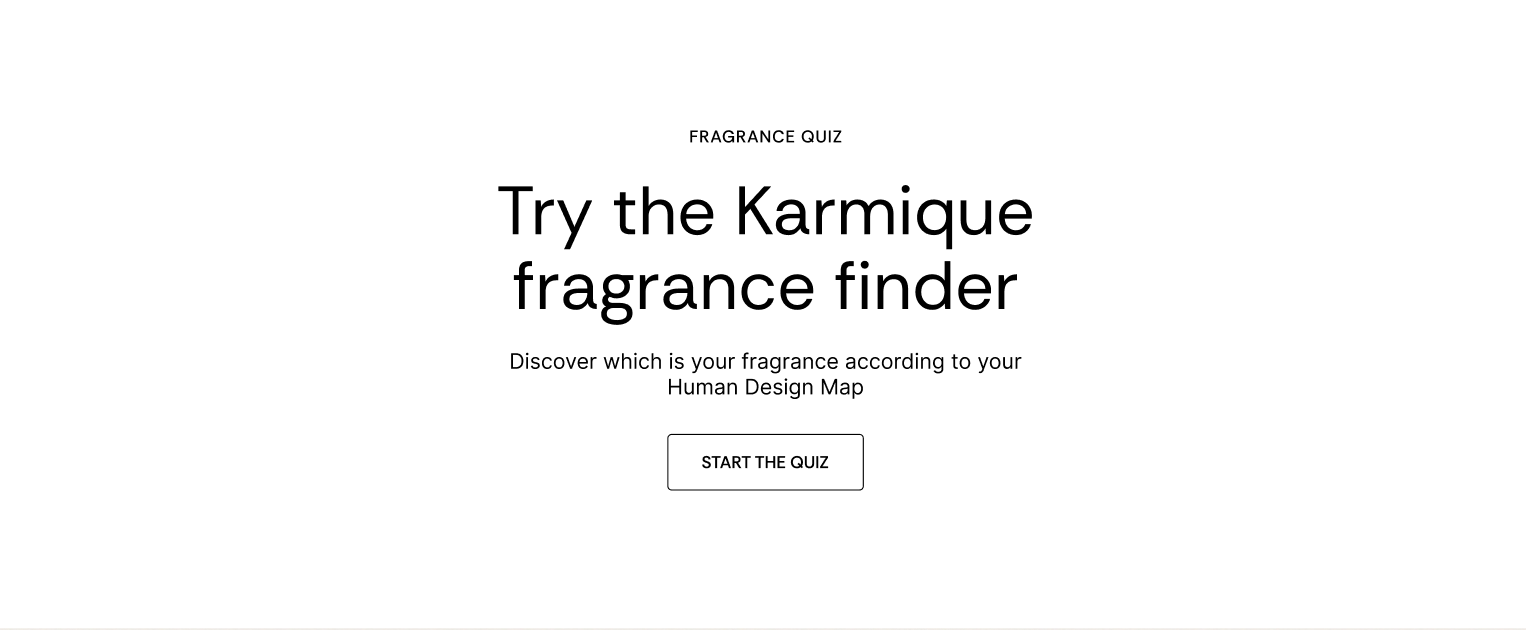 FRAGRANCE QUIZ
Try the Karmique
fragrance finder
Discover which is your fragrance according to your
Human Design Map
START THE QUIZ